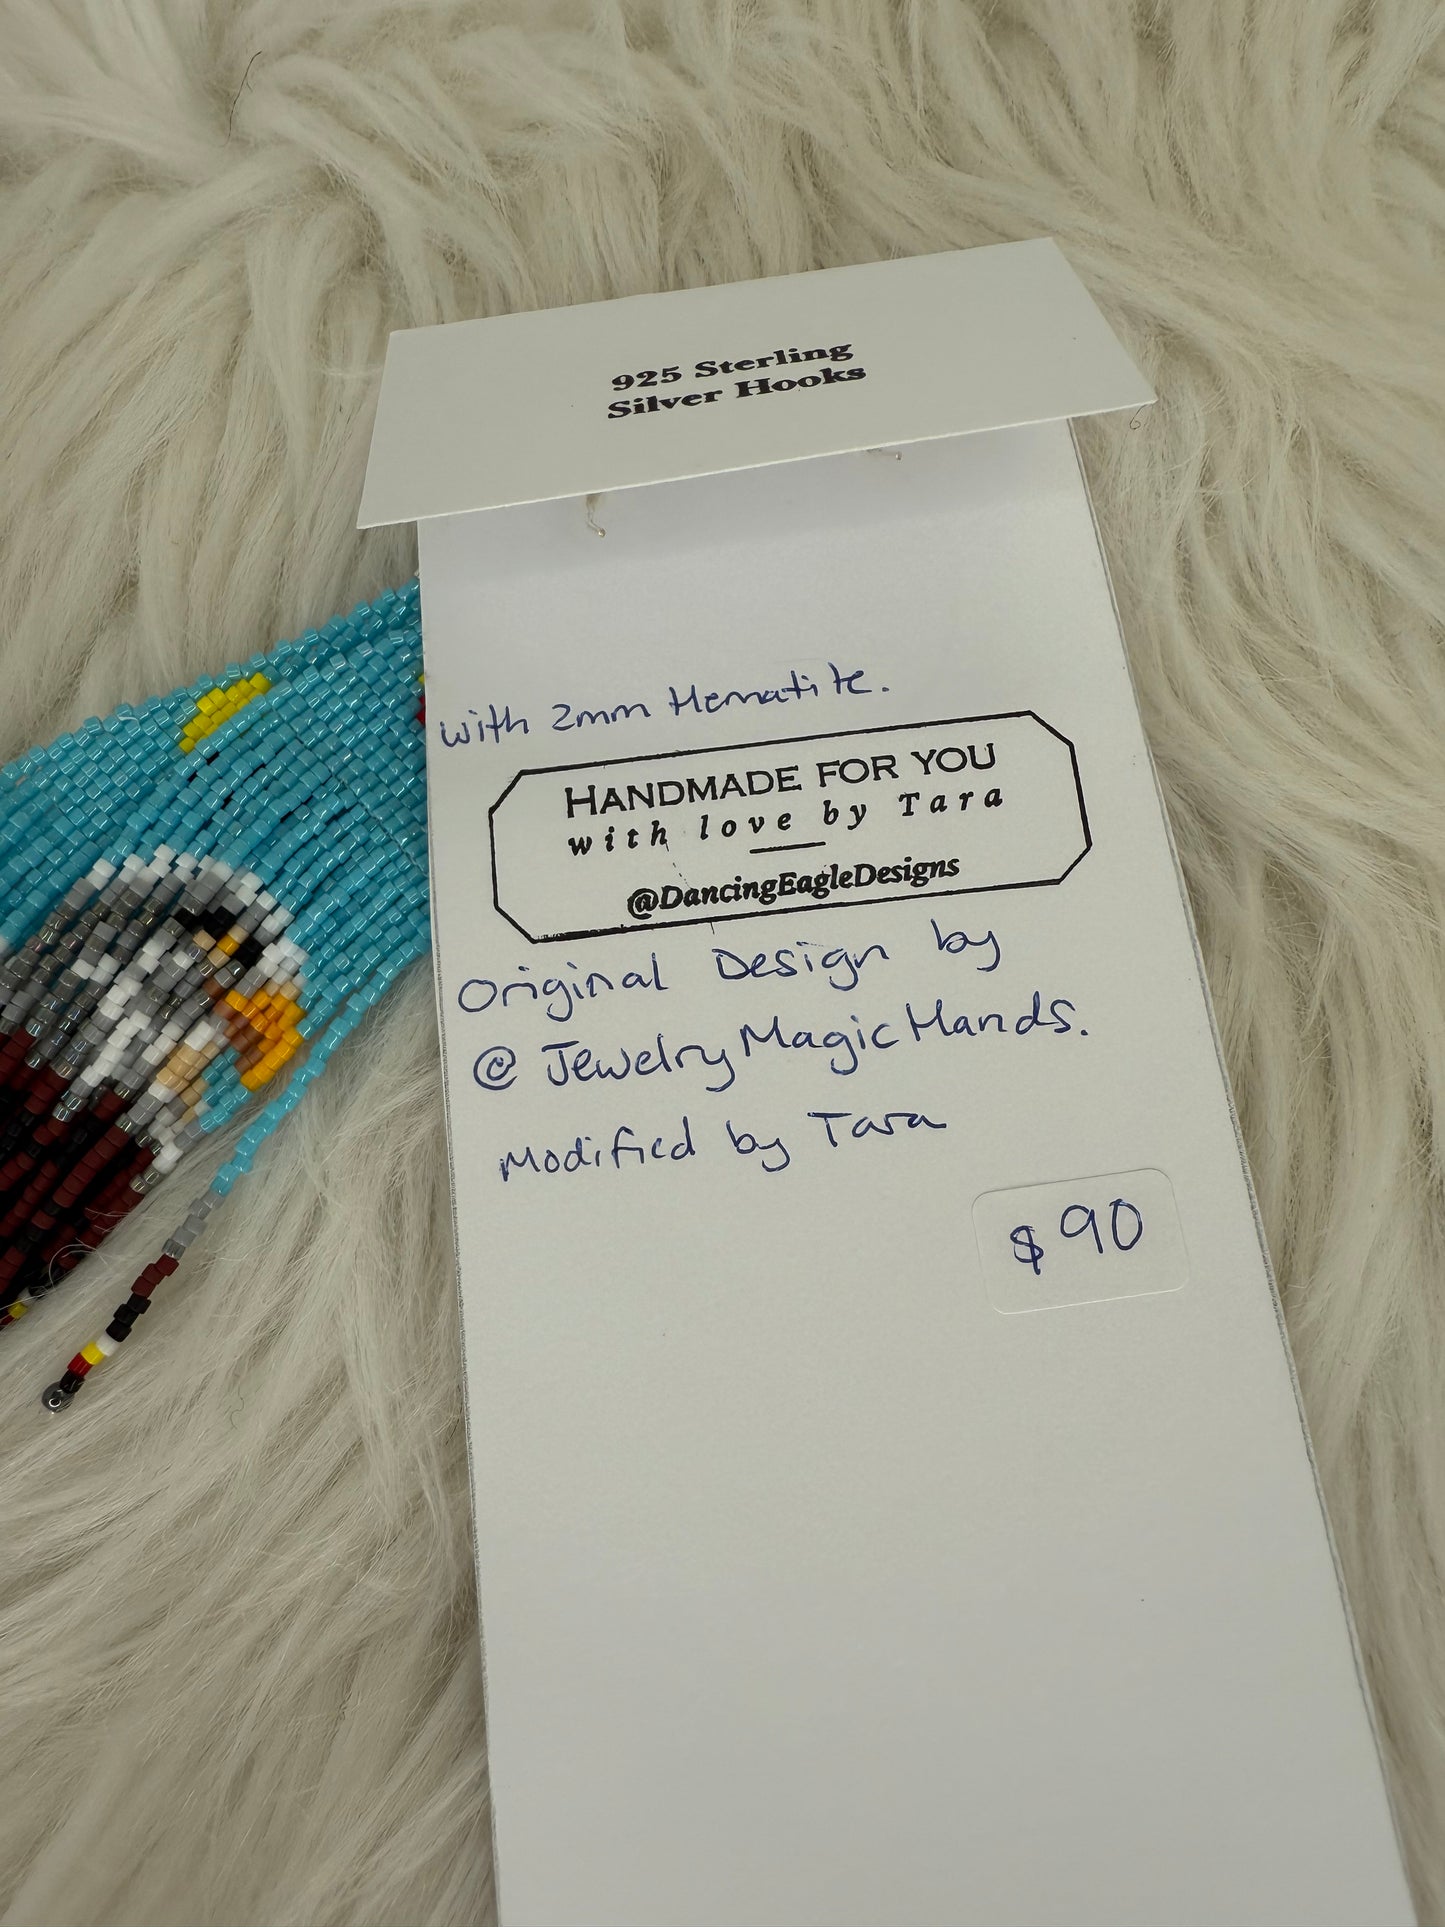 925 Sterling
Silver Hooks
with 2mm Hematite.
HANDMADE FOR YOU
with love by Tara
@DancingEagleDesigns
Original Design by
@JewelryMagicHands.
Modified by Tara
$90